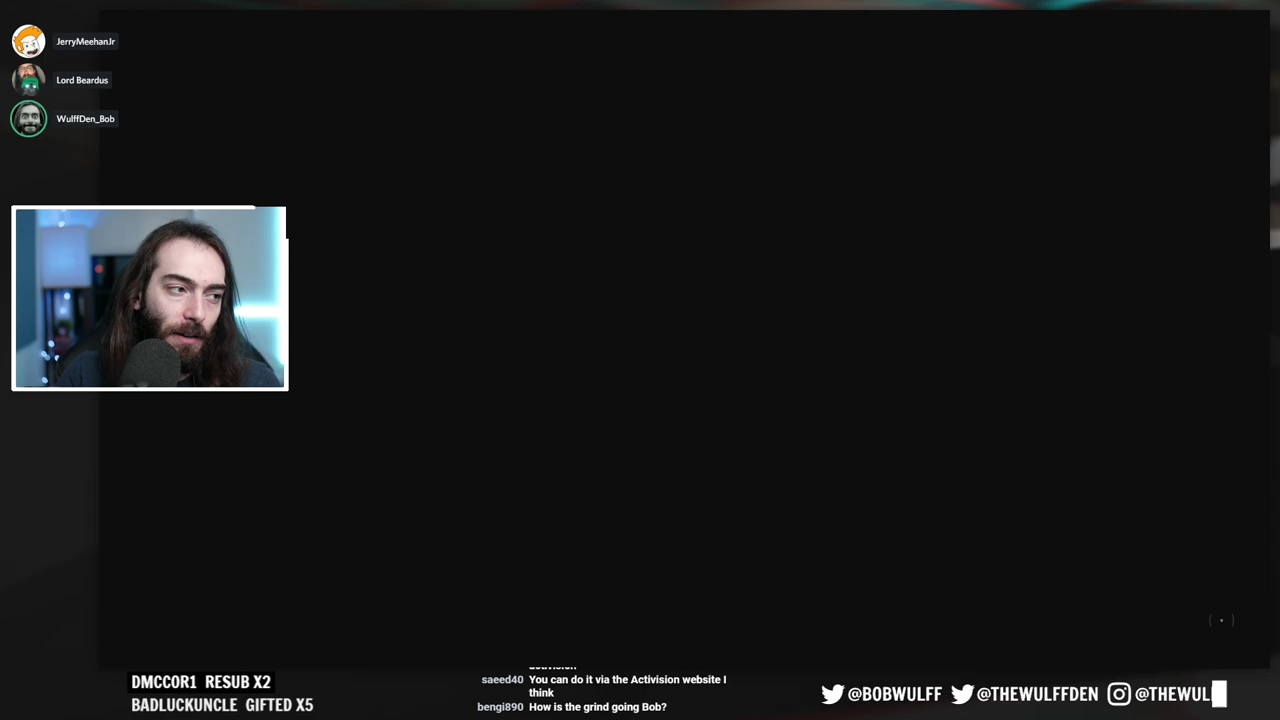 JerryMeehanJr
Lord Beardus
WulffDen_Bob
DMCCOR1 RESUB X2
BADLUCKUNCLE GIFTED X5
activision
saeed40 You can do it via the Activision website I
think
bengi890 How is the grind going Bob?
@BOBWULFF @THEWULFFDEN @THEWUL